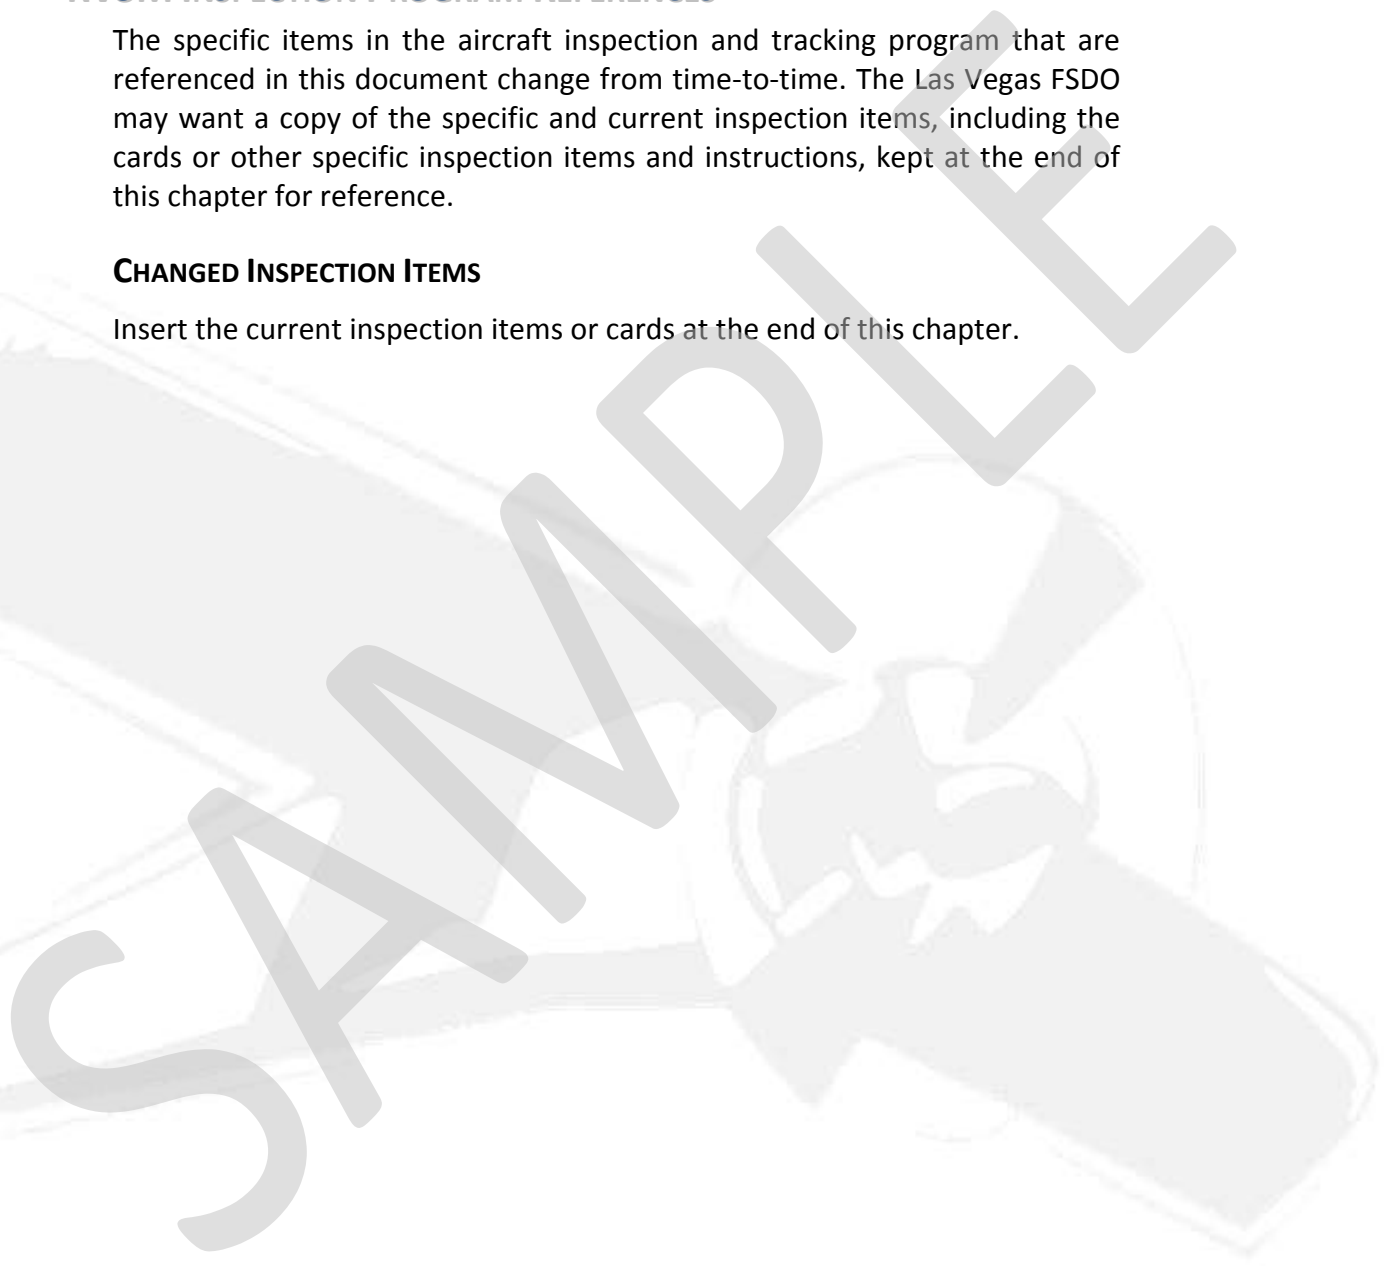 INSPECTION PROGRAM REFERENCES
The specific items in the aircraft inspection and tracking program that are
referenced in this document change from time-to-time. The Las Vegas FSDO
may want a copy of the specific and current inspection items, including the
cards or other specific inspection items and instructions, kept at the end of
this chapter for reference.
CHANGED INSPECTION ITEMS
Insert the current inspection items or cards at the end of this chapter.
SAMPLE